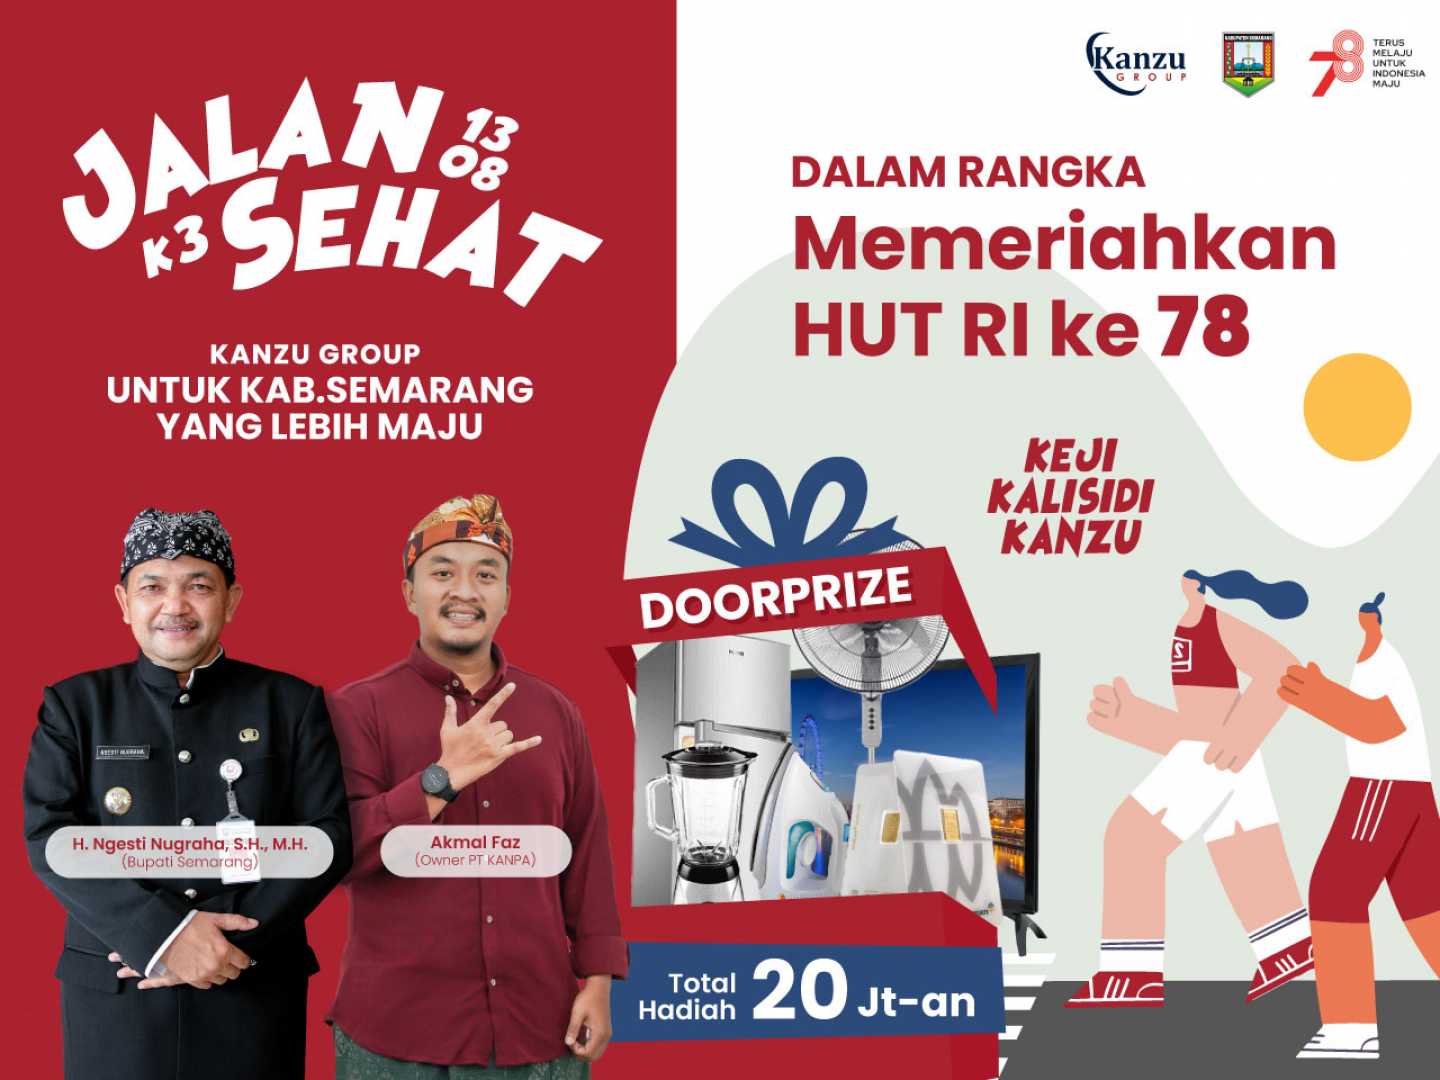 JALAN
13
08
K3 SEHAT
KANZU GROUP
UNTUK KAB.SEMARANG
YANG LEBIH MAJU
Kanzu
GROUP
KABUPATEN SEMARANG
78
TERUS
MELAJU
UNTUK
INDONESIA
MAJU
DALAM RANGKA
Memeriahkan
HUT RI ke 78
KEJI
KALISIDI
KANZU
DOORPRIZE
NGESTI NUGRAHA
H. Ngesti Nugraha, S.H., M.H.
(Bupati Semarang)
Akmal Faz
(Owner PT KANPA)
Total
Hadiah
20 Jt-an